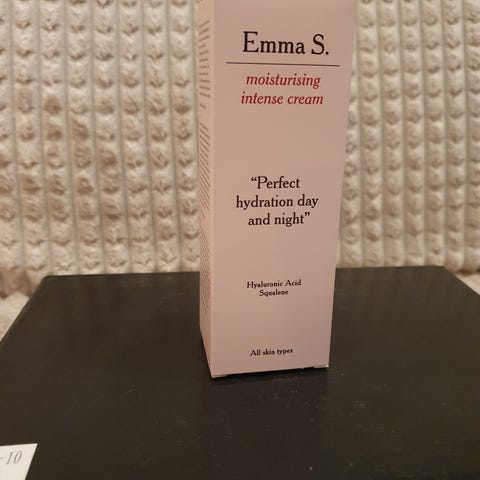 Emma S.
moisturising
intense cream
“Perfect
hydration day
and night”
Hyaluronic Acid
Squalene
All skin types
-10